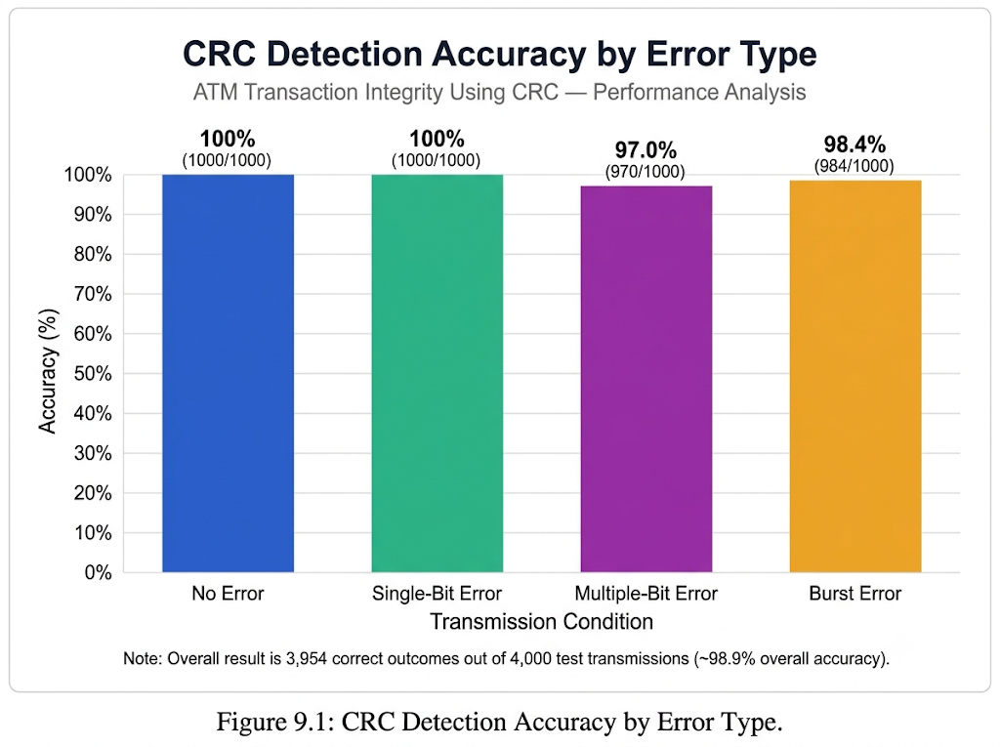 CRC Detection Accuracy by Error Type
ATM Transaction Integrity Using CRC — Performance Analysis
100%
(1000/1000)
100%
(1000/1000)
97.0%
(970/1000)
98.4%
(984/1000)
100%
90%
80%
70%
60%
50%
40%
30%
20%
10%
0%
Accuracy (%)
No Error
Single-Bit Error
Multiple-Bit Error
Burst Error
Transmission Condition
Note: Overall result is 3,954 correct outcomes out of 4,000 test transmissions (~98.9% overall accuracy).
Figure 9.1: CRC Detection Accuracy by Error Type.